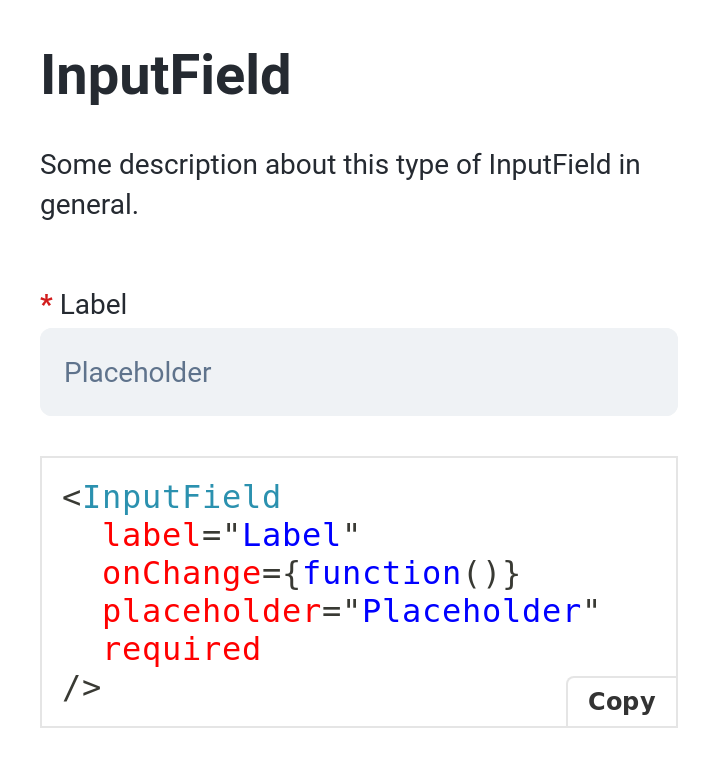 InputField
Some description about this type of InputField in
general.
* Label
Placeholder
<InputField
  label="Label"
  onChange={function()}
  placeholder="Placeholder"
  required
/>
Copy